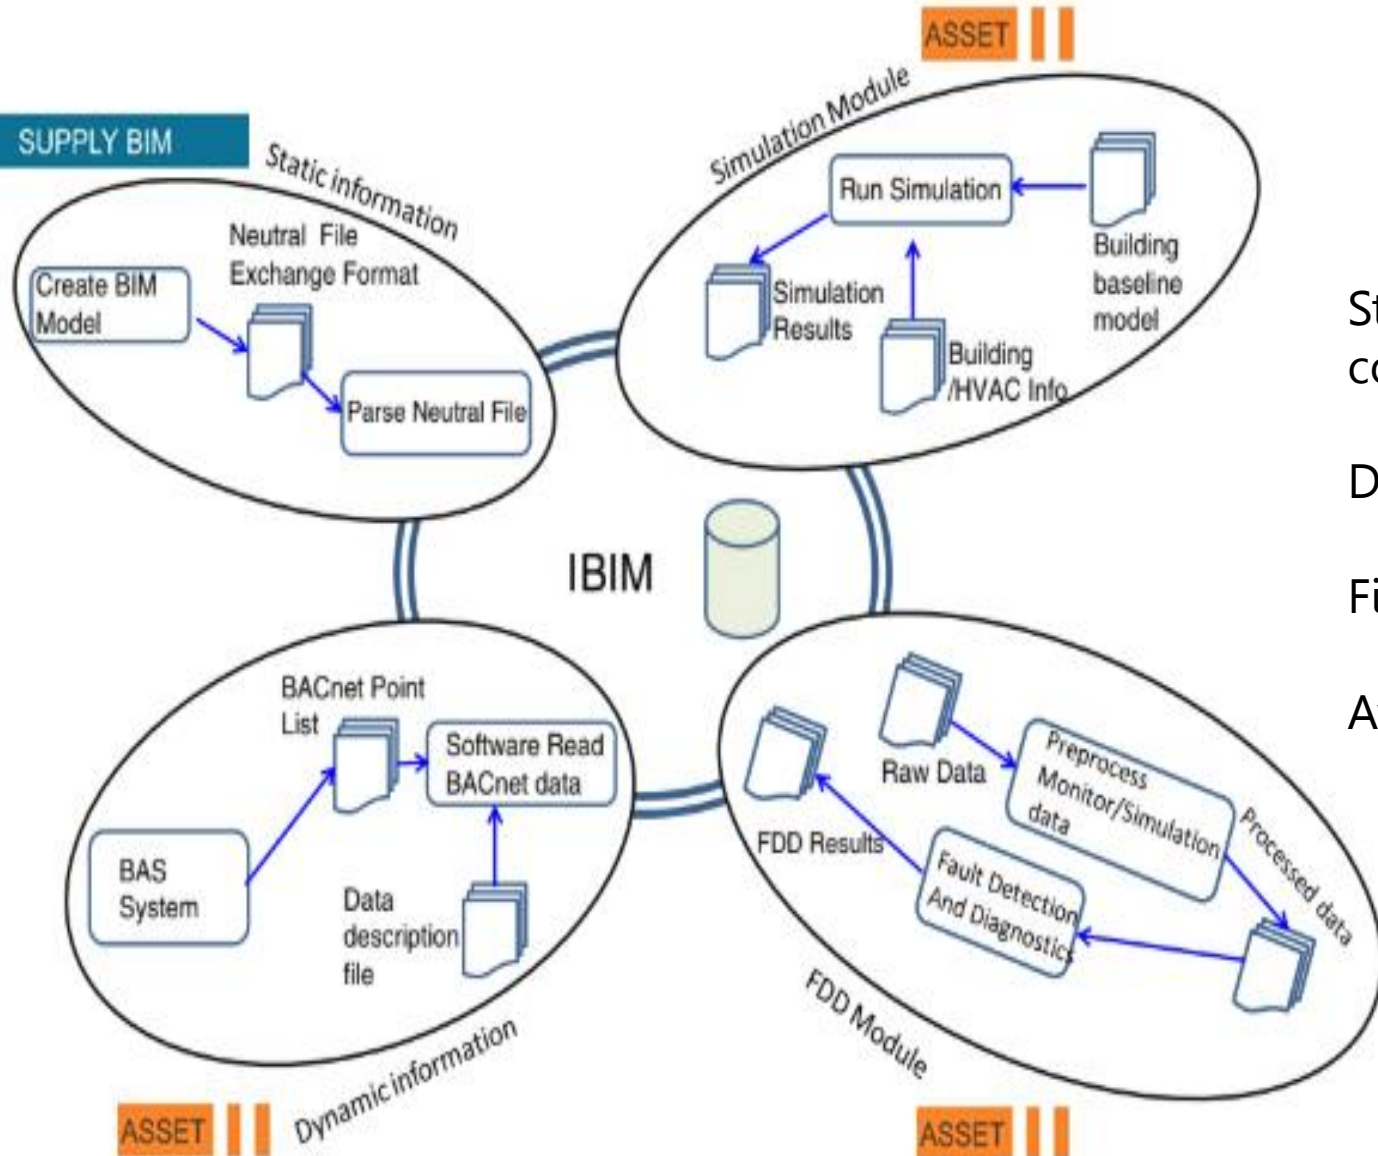 ASSET
SUPPLY BIM
Static information
Neutral File
Exchange Format
Create BIM
Model
Parse Neutral File
Simulation Module
Run Simulation
Building
baseline
model
Simulation
Results
Building
/HVAC Info
IBIM
BACnet Point
List
Software Read
BACnet data
BAS
System
Data
description
file
Dynamic information
ASSET
Raw Data
Preprocess
Monitor/Simulation
data
Processed data
FDD Results
Fault Detection
And Diagnostics
FDD Module
ASSET